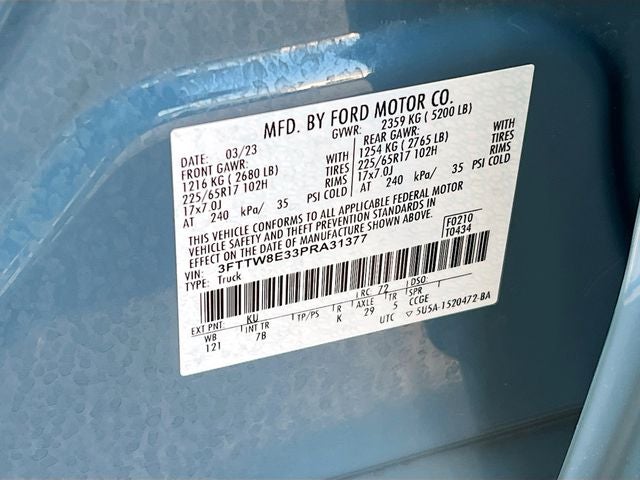 MFD. BY FORD MOTOR CO.
DATE: 03/23 GVWR: 2359 KG ( 5200 LB)
FRONT GAWR: REAR GAWR:
1216 KG ( 2680 LB) WITH 1254 KG ( 2765 LB) WITH
225/65R17 102H TIRES 225/65R17 102H TIRES
17x7.0J RIMS 17x7.0J RIMS
AT 240 kPa/ 35 PSI COLD AT 240 kPa/ 35 PSI COLD
THIS VEHICLE CONFORMS TO ALL APPLICABLE FEDERAL MOTOR
VEHICLE SAFETY AND THEFT PREVENTION STANDARDS IN
EFFECT ON THE DATE OF MANUFACTURE SHOWN ABOVE.
3FTTW8E33PRA31377 F0210
TYPE: Truck T0434
EXT PNT: KU RC: 72 DSO:
WB INT TR TP/PS R AXLE TR SPR
121 7B K 29 5 CCGE
UTC 5U5A-1520472-BA